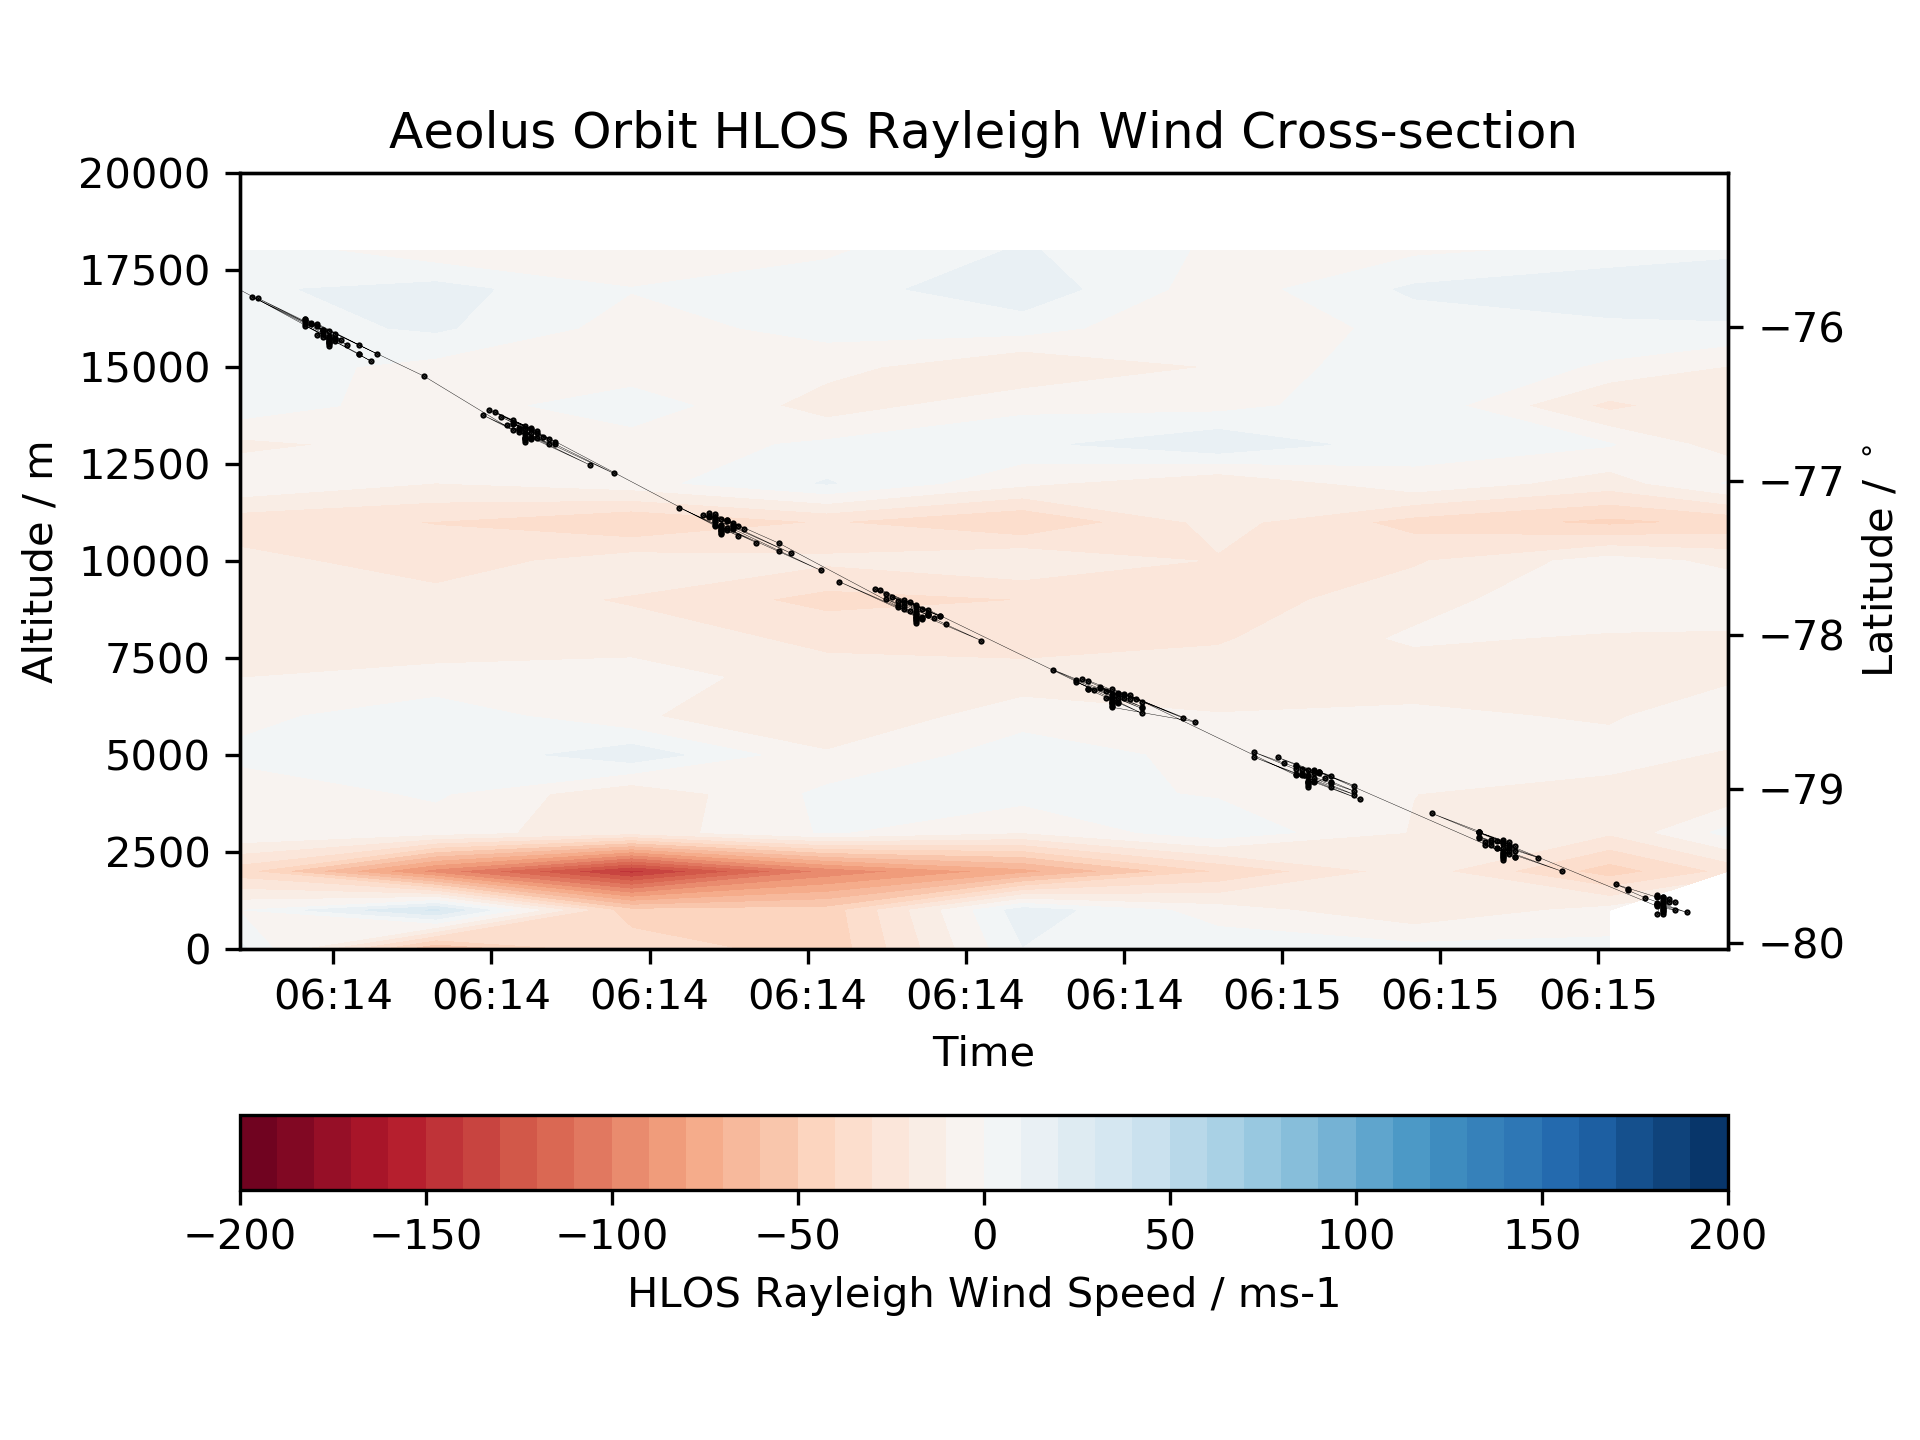 Aeolus Orbit HLOS Rayleigh Wind Cross-section
20000
17500
15000
12500
10000
7500
5000
2500
0
Altitude / m
−76
−77
−78
−79
−80
Latitude / °
06:14 06:14 06:14 06:14 06:14 06:14 06:15 06:15 06:15
Time
−200 −150 −100 −50 0 50 100 150 200
HLOS Rayleigh Wind Speed / ms-1